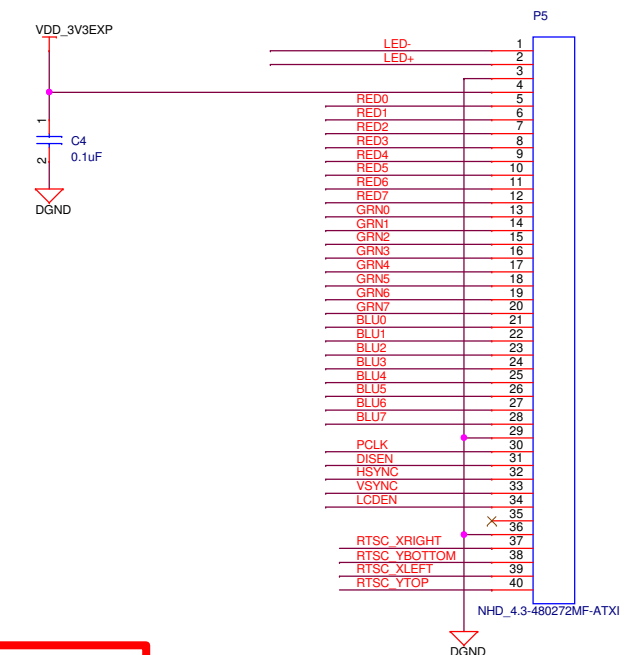 P5
VDD_3V3EXP
LED- 1
LED+ 2
3
4
RED0 5
RED1 6
RED2 7
RED3 8
RED4 9
RED5 10
RED6 11
RED7 12
GRN0 13
GRN1 14
GRN2 15
GRN3 16
GRN4 17
GRN5 18
GRN6 19
GRN7 20
BLU0 21
BLU1 22
BLU2 23
BLU3 24
BLU4 25
BLU5 26
BLU6 27
BLU7 28
29
PCLK 30
DISEN 31
HSYNC 32
VSYNC 33
LCDEN 34
35
36
RTSC_XRIGHT 37
RTSC_YBOTTOM 38
RTSC_XLEFT 39
RTSC_YTOP 40
NHD_4.3-480272MF-ATXI
DGND
1
C4
0.1uF
2
DGND